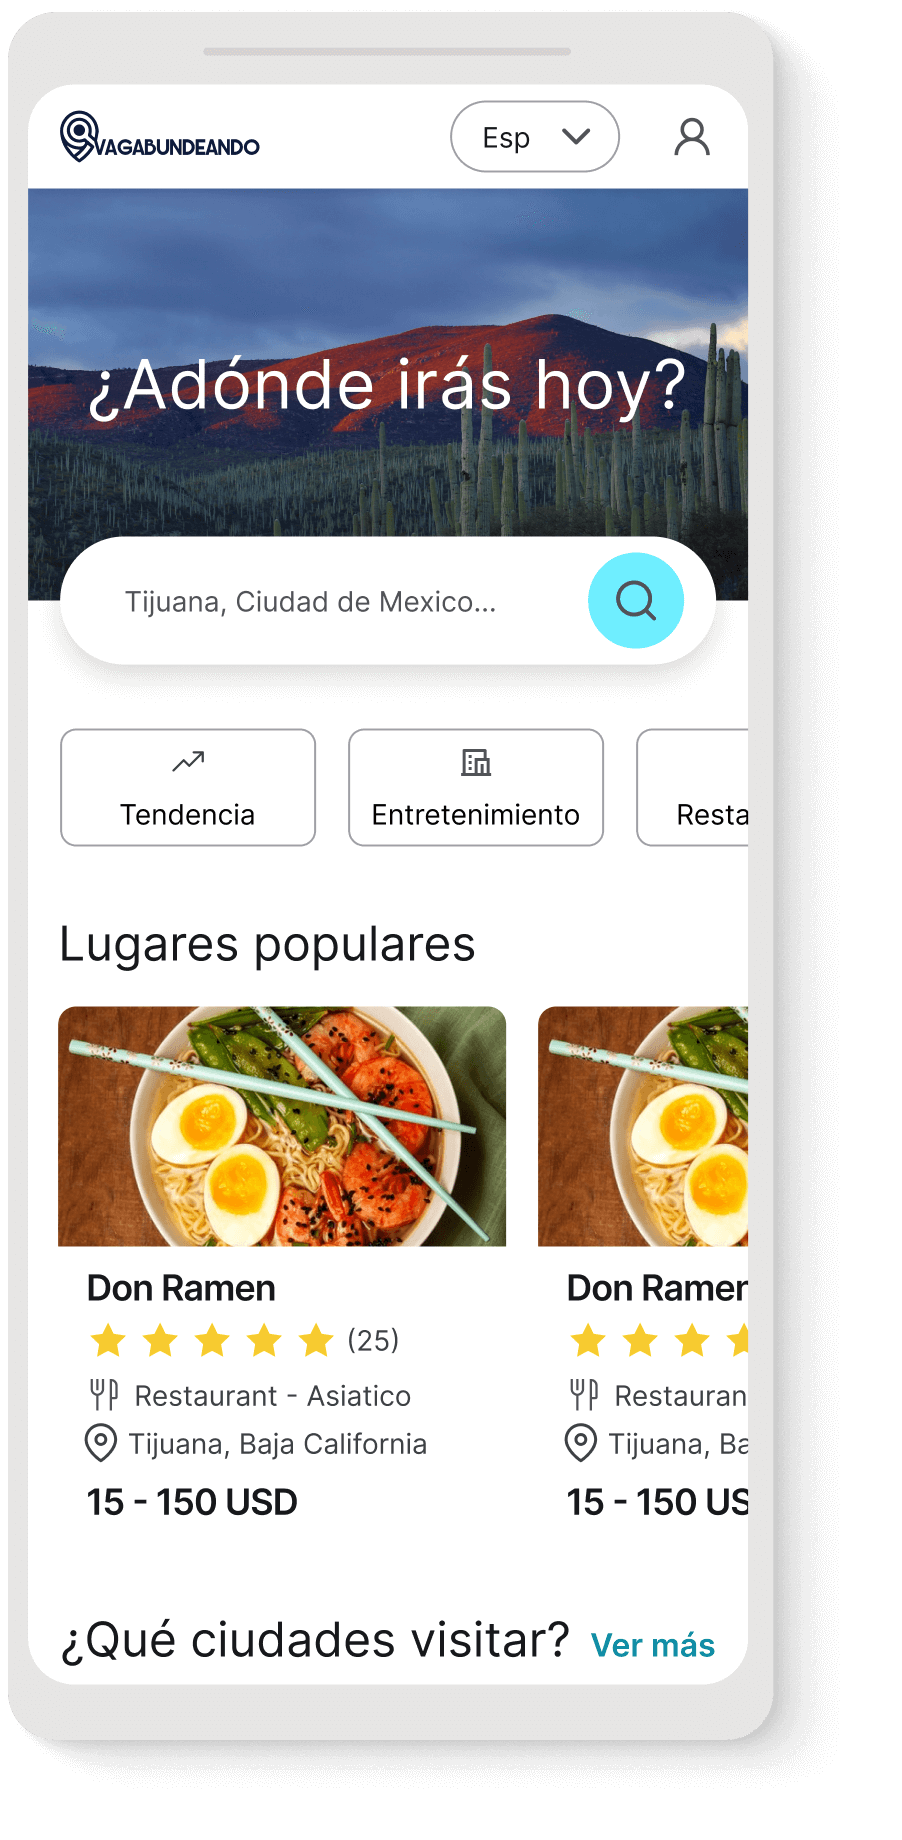 VAGABUNDEANDO
Esp
¿Adónde irás hoy?
Tijuana, Ciudad de Mexico...
Tendencia
Entretenimiento
Resta
Lugares populares
Don Ramen
(25)
Restaurant - Asiatico
Tijuana, Baja California
15 - 150 USD
Don Ramen
Restauran
Tijuana, Ba
15 - 150 US
¿Qué ciudades visitar? Ver más